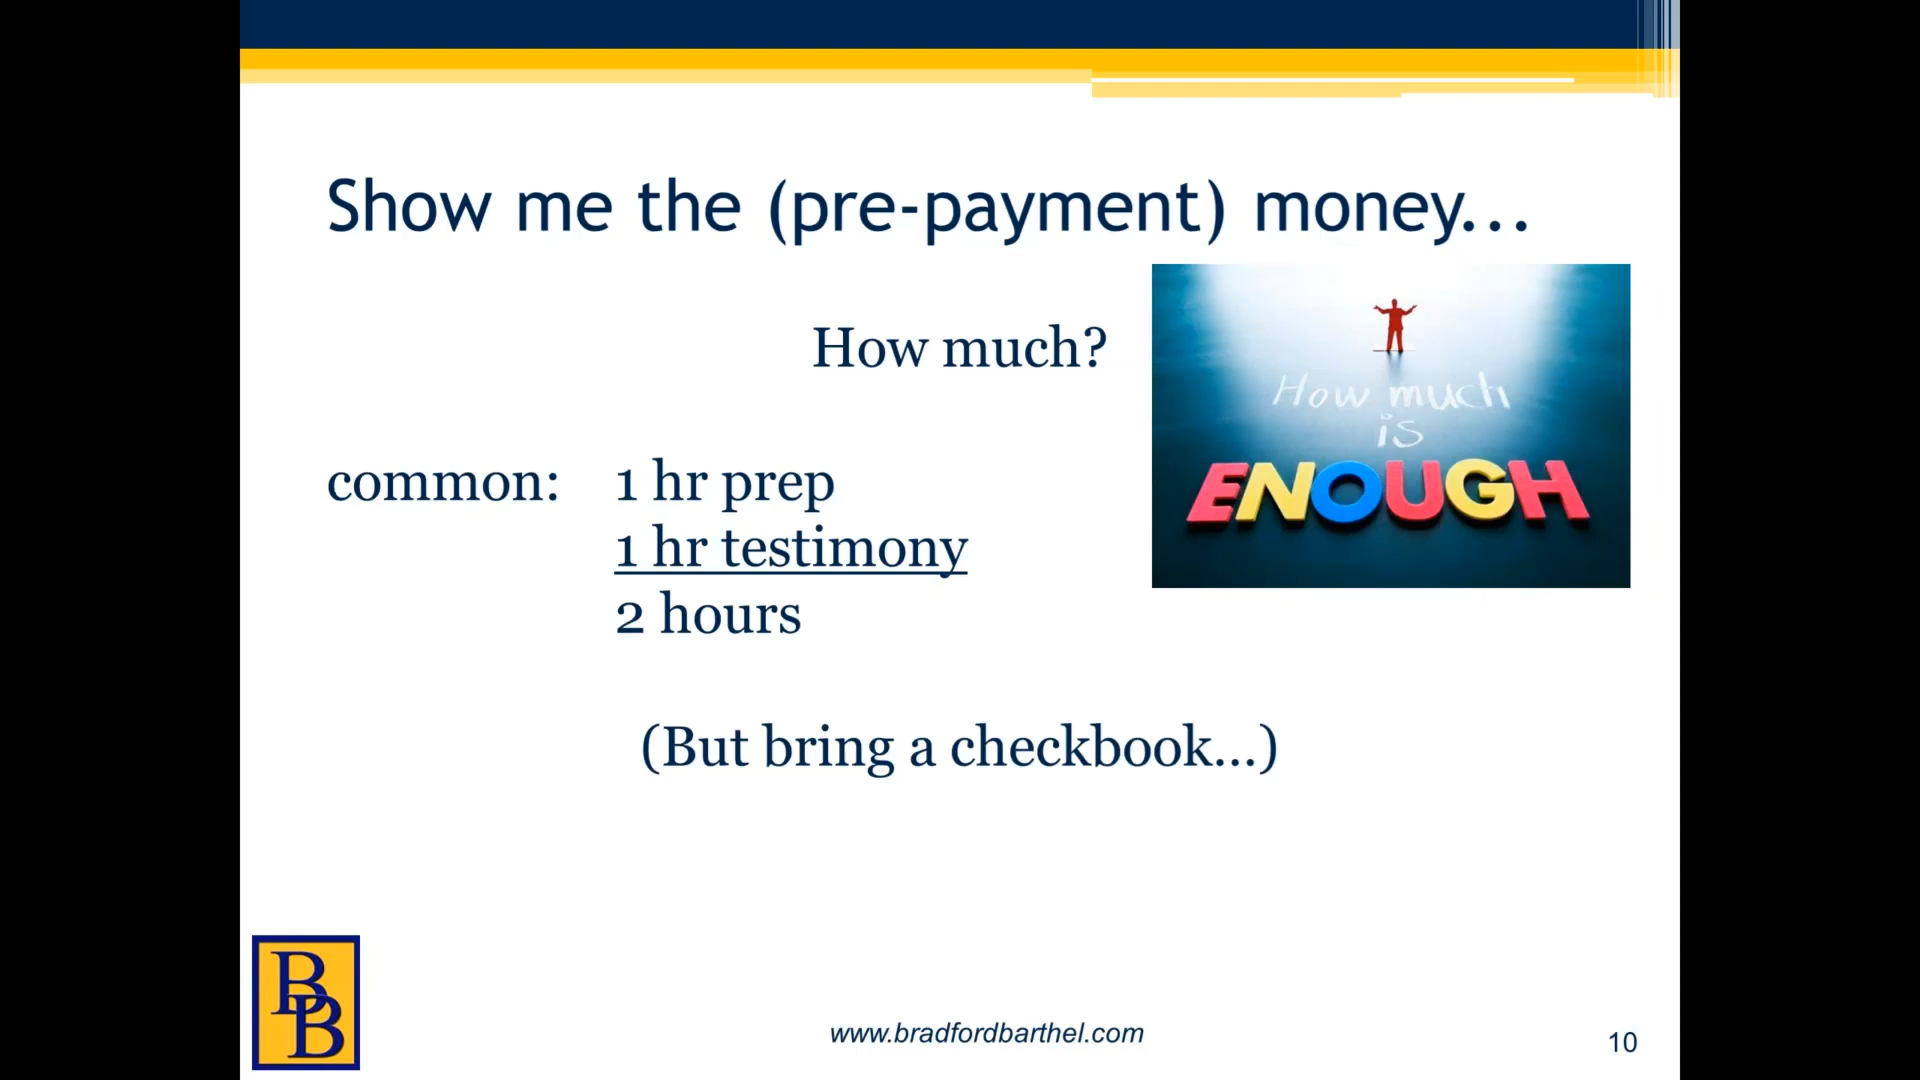 Show me the (pre-payment) money...
How much?
How much
is
ENOUGH
common: 1 hr prep
1 hr testimony
2 hours
(But bring a checkbook...)
BB
www.bradfordbarthel.com
10